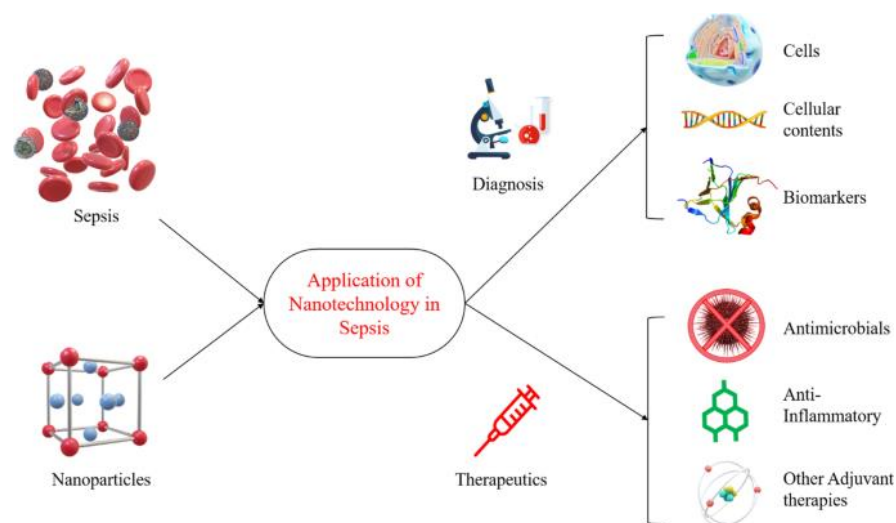 Sepsis
Nanoparticles
Application of
Nanotechnology in
Sepsis
Diagnosis
Therapeutics
Cells
Cellular
contents
Biomarkers
Antimicrobials
Anti-
Inflammatory
Other Adjuvant
therapies